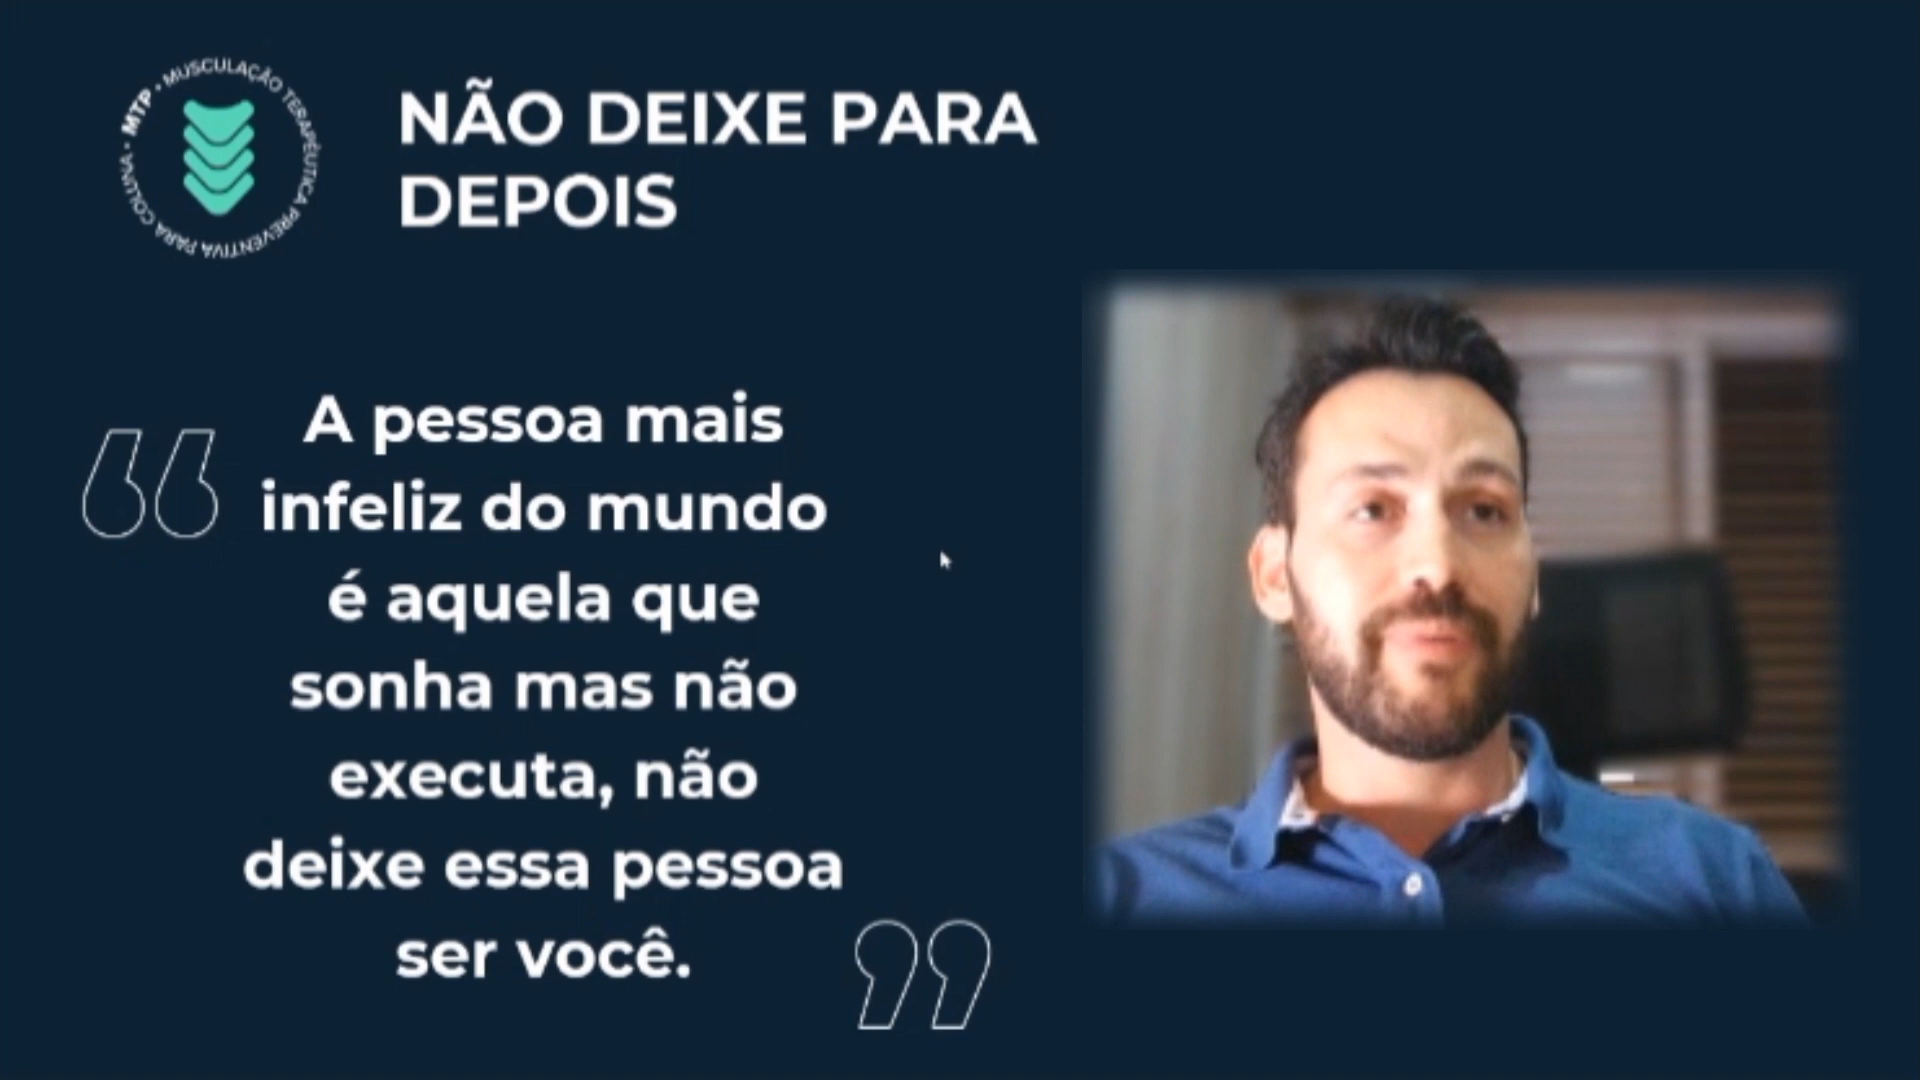 MTP • MUSCULAÇÃO TERAPÊUTICA PREVENTIVA PARA COLUNA •
NÃO DEIXE PARA
DEPOIS
“
A pessoa mais
infeliz do mundo
é aquela que
sonha mas não
executa, não
deixe essa pessoa
ser você.
”